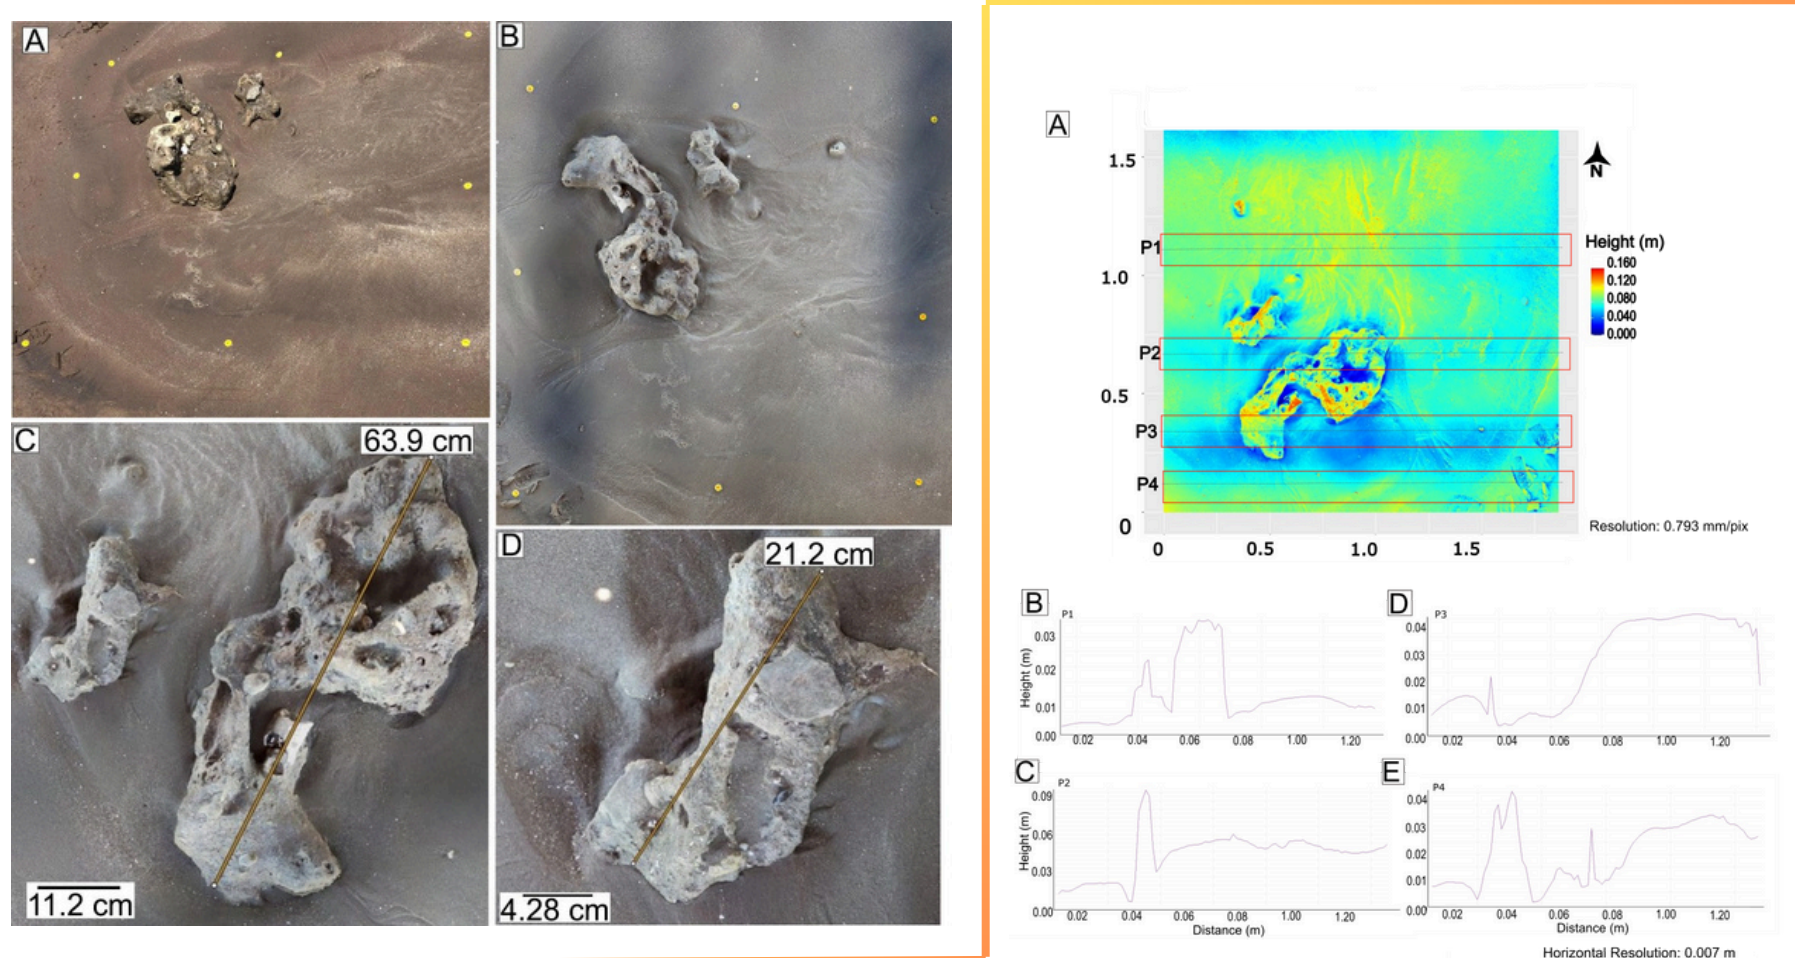 A
B
C
63.9 cm
11.2 cm
D
21.2 cm
4.28 cm
A
1.5
1.0
0.5
0
0
0.5
1.0
1.5
P1
P2
P3
P4
N
Height (m)
0.160
0.120
0.080
0.040
0.000
Resolution: 0.793 mm/pix
B
P1
Height (m)
0.03
0.02
0.01
0.00
0.02
0.04
0.06
0.08
1.00
1.20
D
P3
0.04
0.03
0.02
0.01
0.00
0.02
0.04
0.06
0.08
1.00
1.20
C
P2
Height (m)
0.09
0.06
0.03
0.00
0.02
0.04
0.06
0.08
1.00
1.20
Distance (m)
E
P4
0.04
0.03
0.02
0.01
0.00
0.02
0.04
0.06
0.08
1.00
1.20
Distance (m)
Horizontal Resolution: 0.007 m